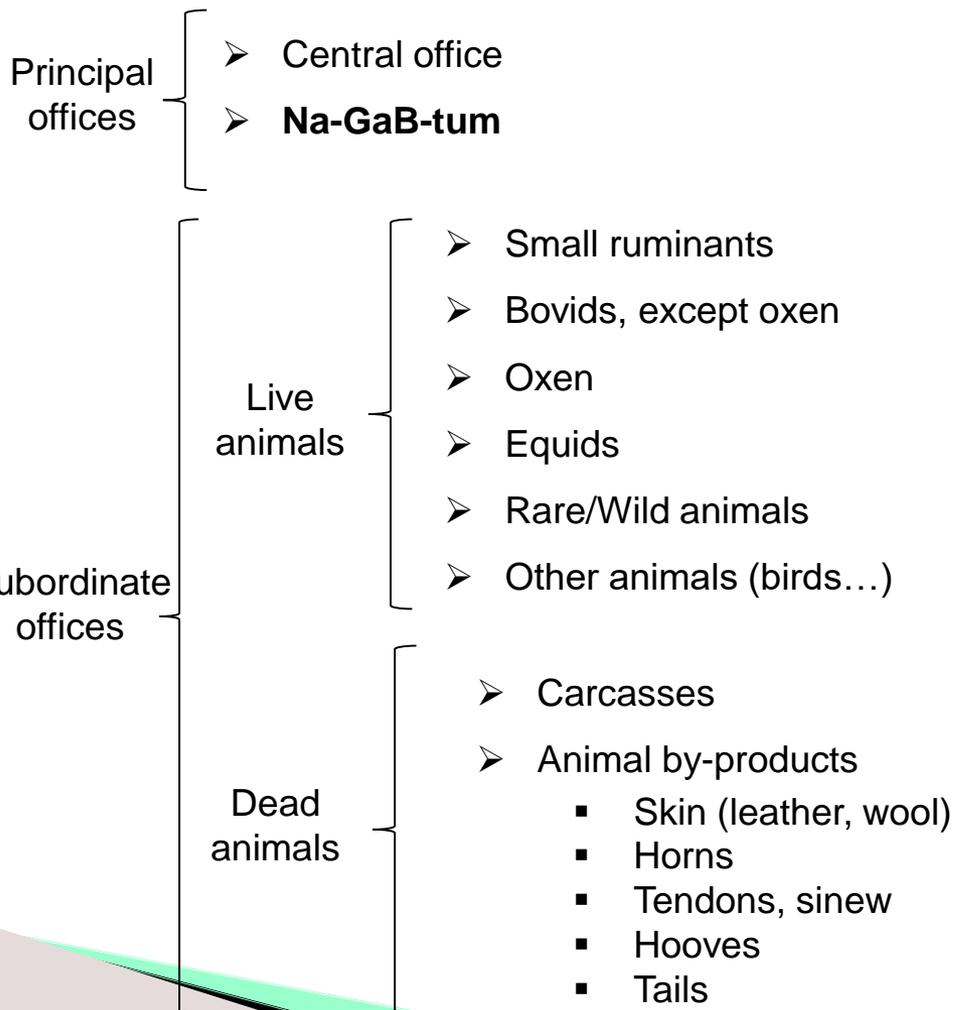 Principal
offices
Central office
Na-GaB-tum
ubordinate
offices
Live
animals
Small ruminants
Bovids, except oxen
Oxen
Equids
Rare/Wild animals
Other animals (birds…)
Dead
animals
Carcasses
Animal by-products
Skin (leather, wool)
Horns
Tendons, sinew
Hooves
Tails